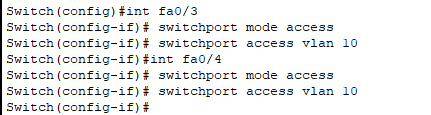 Switch(config)#int fa0/3
Switch(config-if)# switchport mode access
Switch(config-if)# switchport access vlan 10
Switch(config-if)#int fa0/4
Switch(config-if)# switchport mode access
Switch(config-if)# switchport access vlan 10
Switch(config-if)#